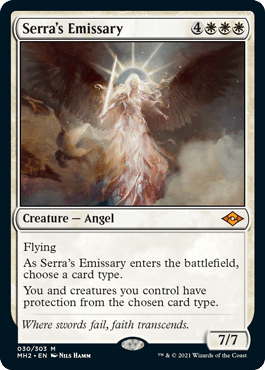 Serra's Emissary 4
Creature — Angel
Flying
As Serra's Emissary enters the battlefield,
choose a card type.
You and creatures you control have
protection from the chosen card type.
Where swords fail, faith transcends.
7/7
030/303 M
MH2 • EN Nils Hamm
™ & © 2021 Wizards of the Coast